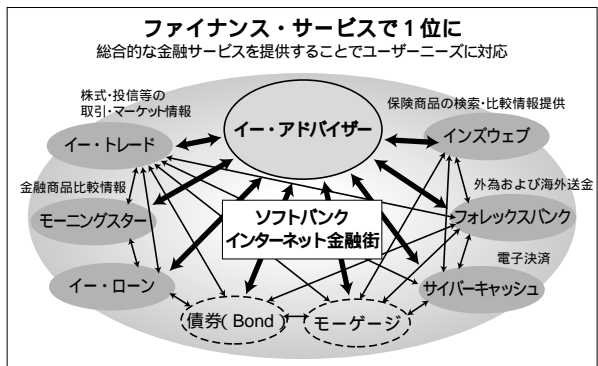 ファイナンス・サービスで1位に
総合的な金融サービスを提供することでユーザーニーズに対応
株式・投信等の
取引・マーケット情報
保険商品の検索・比較情報提供
イー・アドバイザー
イー・トレード
インズウェブ
金融商品比較情報
外為および海外送金
モーニングスター
ソフトバンク
インターネット金融街
フォレックスバンク
電子決済
イー・ローン
サイバーキャッシュ
債券(Bond)
モーゲージ